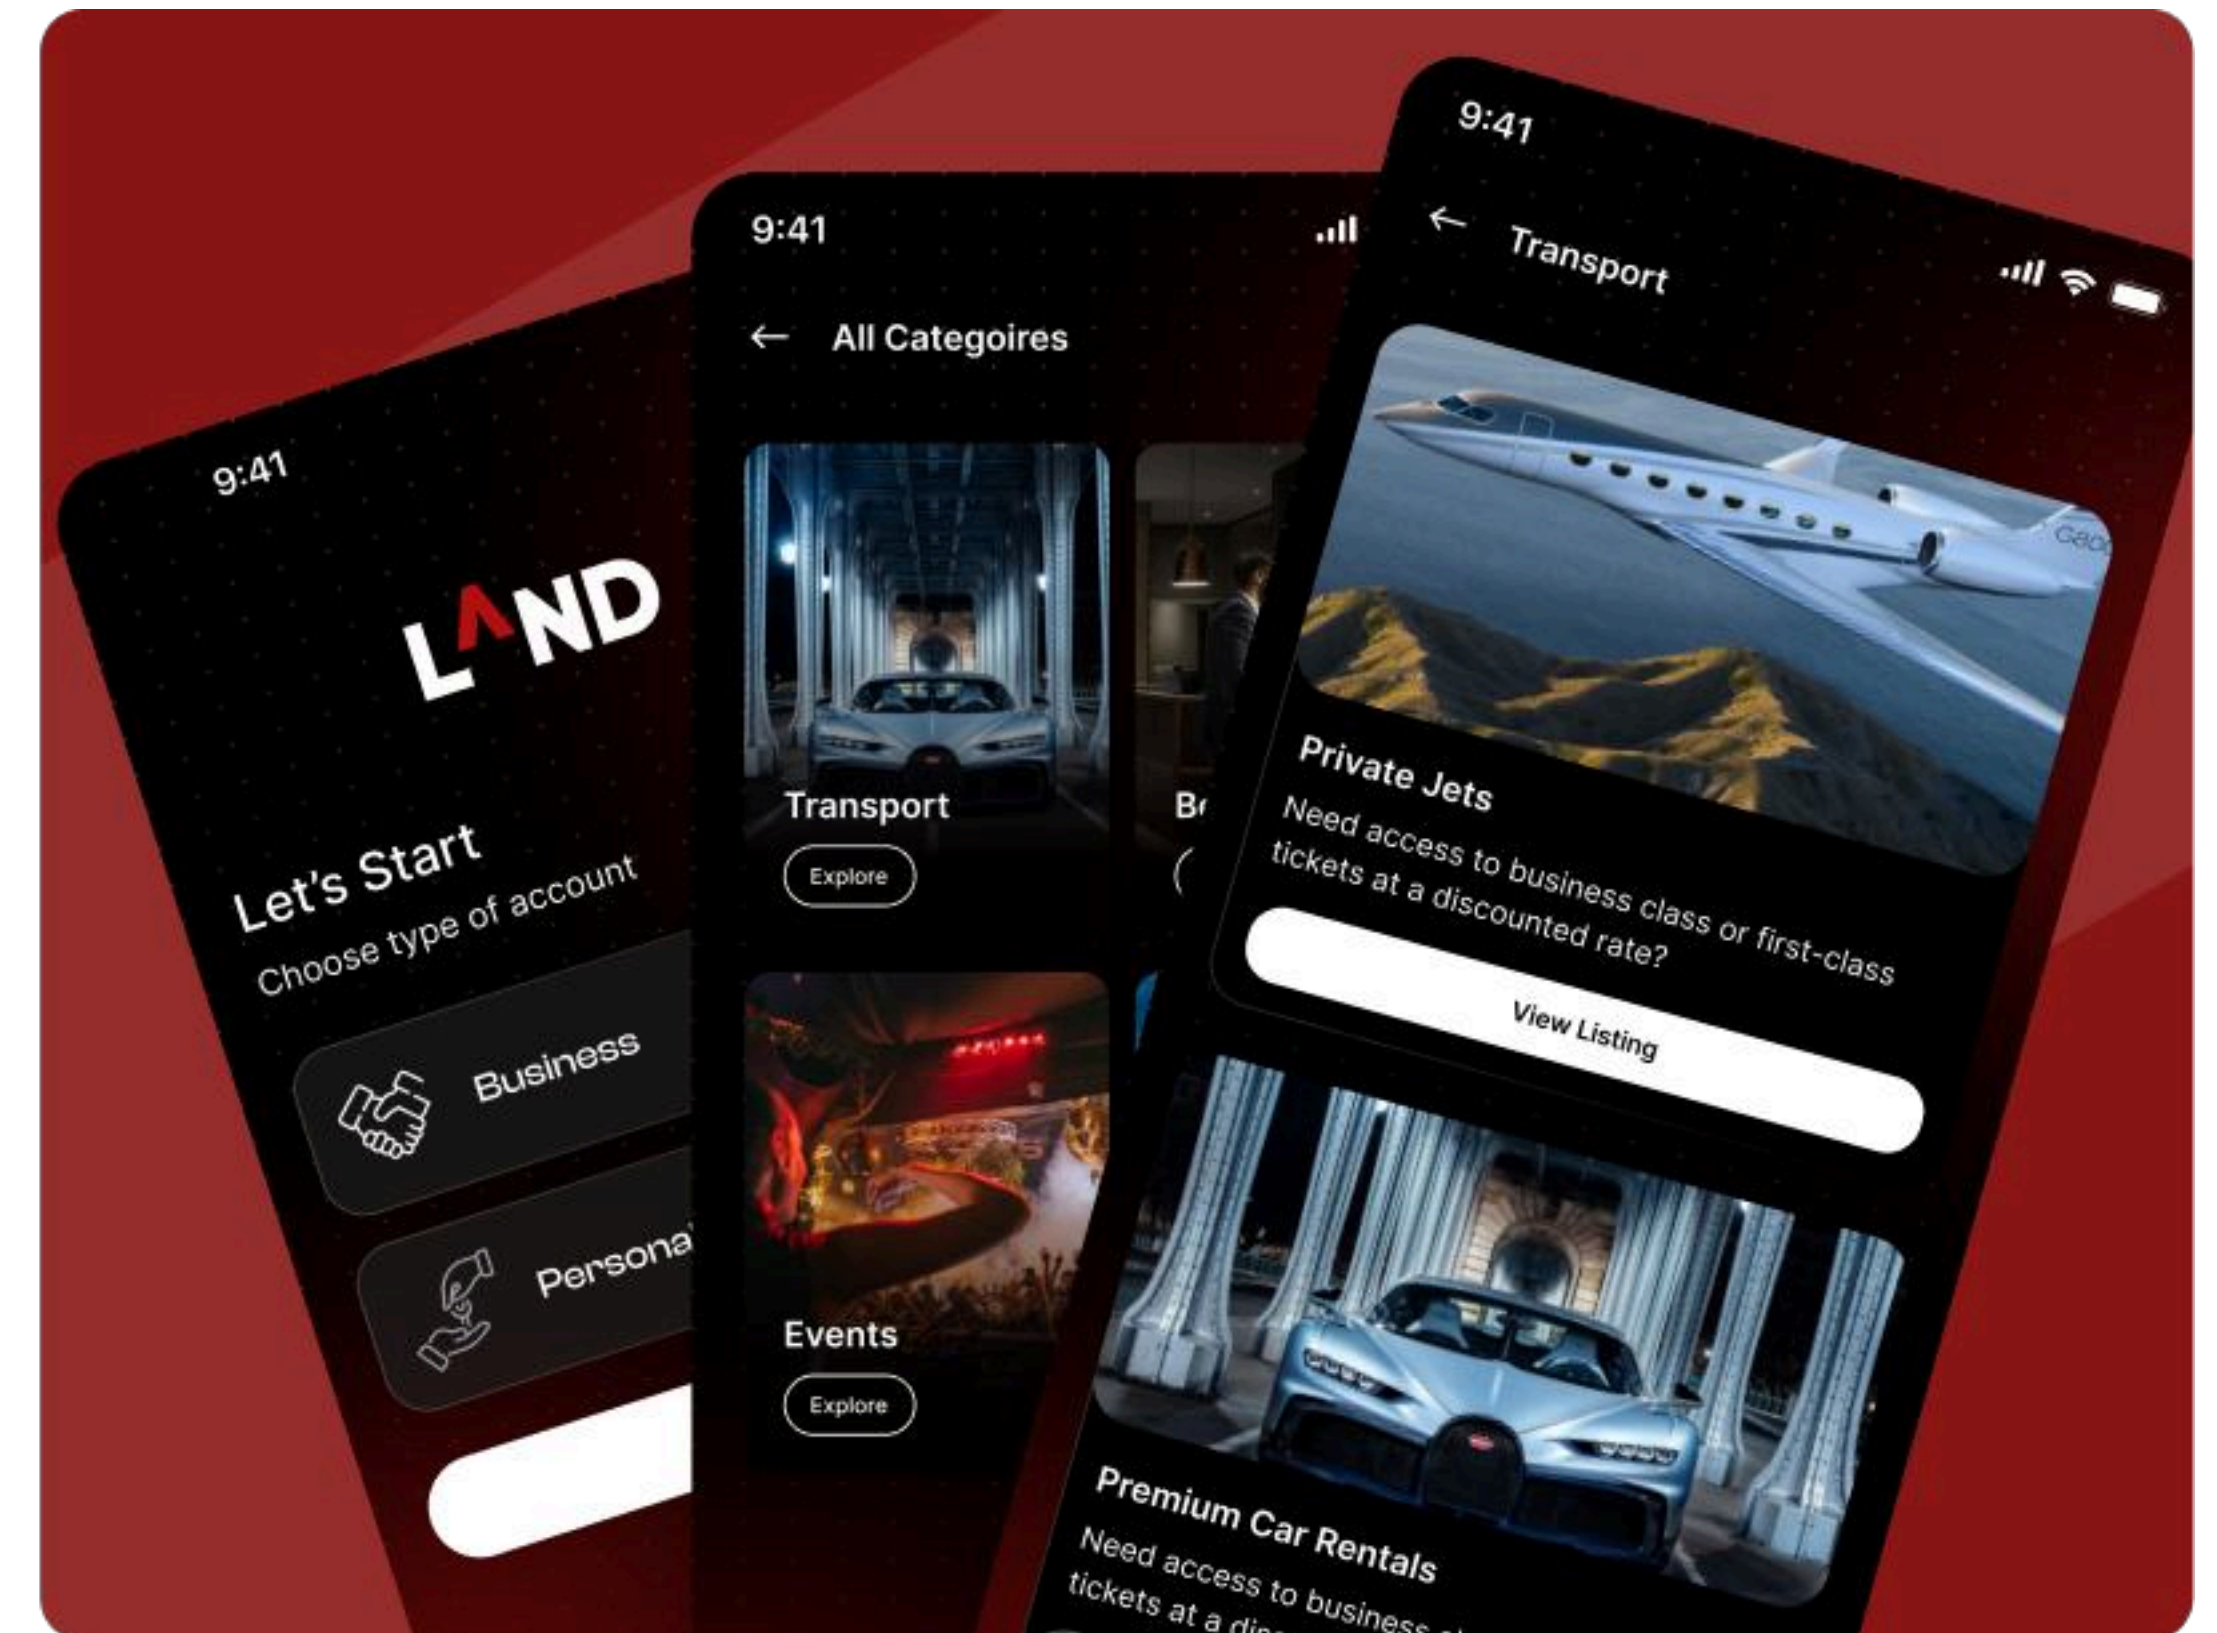 9:41
LAND
Let's Start
Choose type of account
Business
9:41
All Categoires
Transport
Explore
Events
Explore
9:41
Transport
Private Jets
Need access to business class or first-class
tickets at a discounted rate?
View Listing
Premium Car Rentals
Need access to business
tickets at a